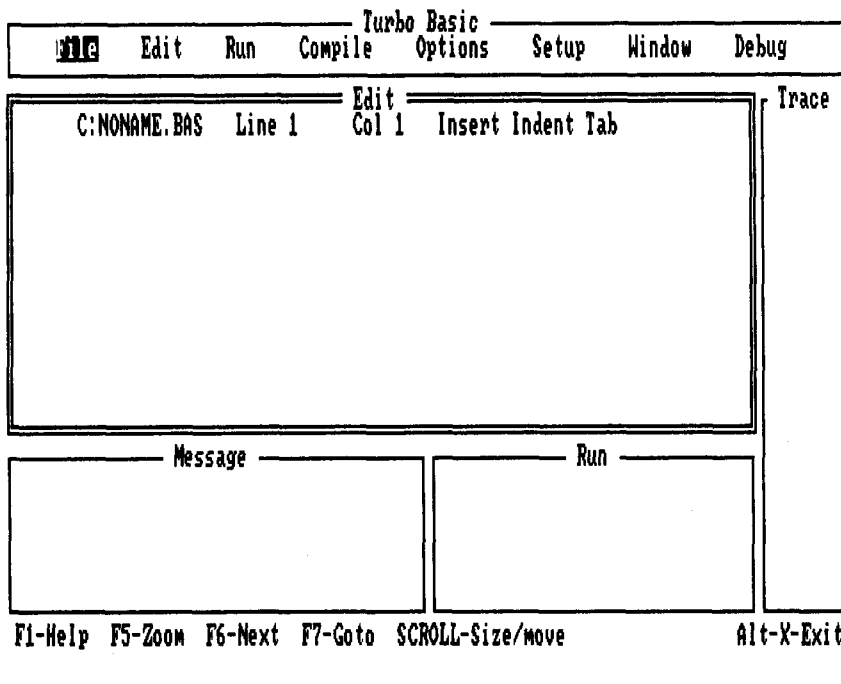 Turbo Basic
File Edit Run Compile Options Setup Window Debug
Edit
Trace
C:NONAME.BAS Line 1 Col 1 Insert Indent Tab
Message
Run
F1-Help F5-Zoom F6-Next F7-Goto SCROLL-Size/move Alt-X-Exit